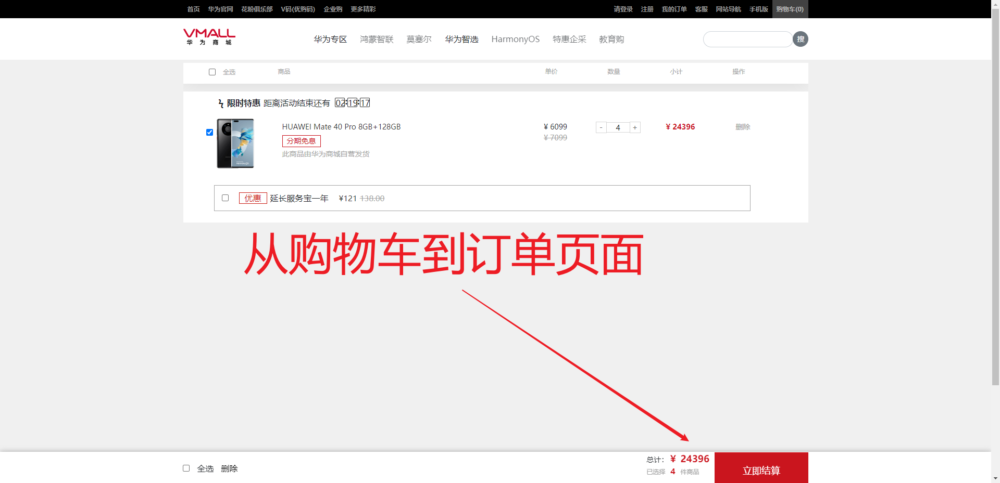 首页 华为官网 花粉俱乐部 V码(优购码) 企业购 更多精彩 请登录 注册 我的订单 客服 网站导航 手机版 购物车(0)
VMALL
华为商城
华为专区 鸿蒙智联 莫塞尔 华为智选 HarmonyOS 特惠企采 教育购 搜
全选 商品 单价 数量 小计 操作
限时特惠 距离活动结束还有 02:19:17
HUAWEI Mate 40 Pro 8GB+128GB ¥ 6099 - 4 + ¥ 24396 删除
¥ 7099
分期免息
此商品由华为商城自营发货
HarmonyOS
优惠 延长服务宝一年 ¥121 138.00
从购物车到订单页面
全选 删除 总计： ¥ 24396 立即结算
已选择 4 件商品